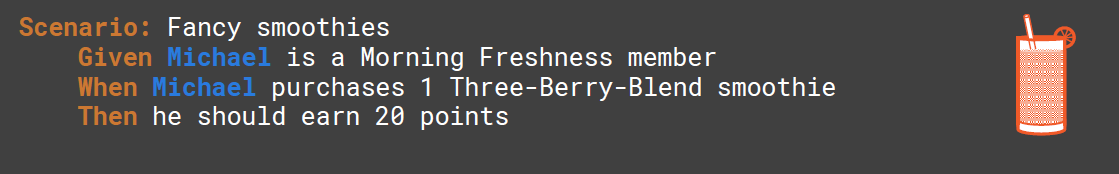 Scenario: Fancy smoothies
Given Michael is a Morning Freshness member
When Michael purchases 1 Three-Berry-Blend smoothie
Then he should earn 20 points